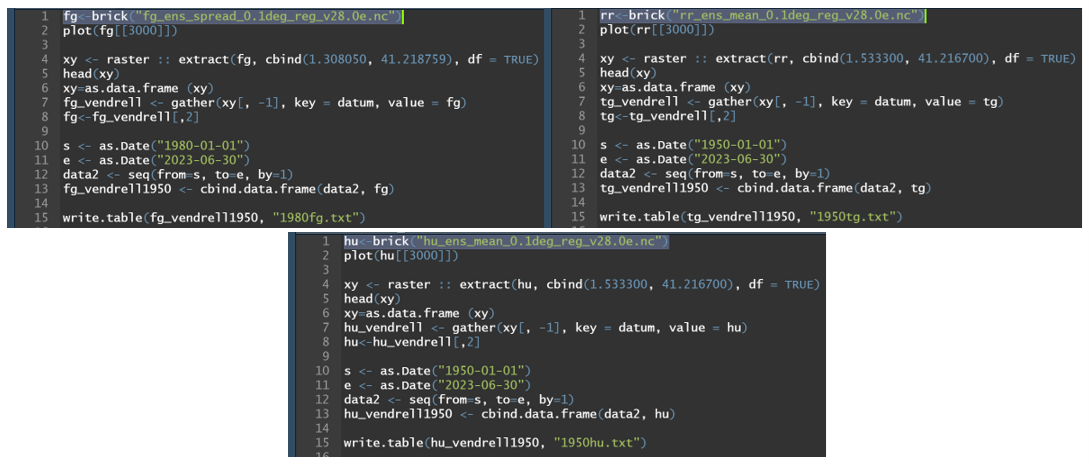 1 fg<-brick("fg_ens_spread_0.1deg_reg_v28.0e.nc")
2 plot(fg[[3000]])
3
4 xy <- raster :: extract(fg, cbind(1.308050, 41.218759), df = TRUE)
5 head(xy)
6 xy=as.data.frame (xy)
7 fg_vendrell <- gather(xy[, -1], key = datum, value = fg)
8 fg<-fg_vendrell[,2]
9
10 s <- as.Date("1980-01-01")
11 e <- as.Date("2023-06-30")
12 data2 <- seq(from=s, to=e, by=1)
13 fg_vendrell1950 <- cbind.data.frame(data2, fg)
14
15 write.table(fg_vendrell1950, "1980fg.txt")
1 rr<-brick("rr_ens_mean_0.1deg_reg_v28.0e.nc")
2 plot(rr[[3000]])
3
4 xy <- raster :: extract(rr, cbind(1.533300, 41.216700), df = TRUE)
5 head(xy)
6 xy=as.data.frame (xy)
7 tg_vendrell <- gather(xy[, -1], key = datum, value = tg)
8 tg<-tg_vendrell[,2]
9
10 s <- as.Date("1950-01-01")
11 e <- as.Date("2023-06-30")
12 data2 <- seq(from=s, to=e, by=1)
13 tg_vendrell1950 <- cbind.data.frame(data2, tg)
14
15 write.table(tg_vendrell1950, "1950tg.txt")
1 hu<-brick("hu_ens_mean_0.1deg_reg_v28.0e.nc")
2 plot(hu[[3000]])
3
4 xy <- raster :: extract(hu, cbind(1.533300, 41.216700), df = TRUE)
5 head(xy)
6 xy=as.data.frame (xy)
7 hu_vendrell <- gather(xy[, -1], key = datum, value = hu)
8 hu<-hu_vendrell[,2]
9
10 s <- as.Date("1950-01-01")
11 e <- as.Date("2023-06-30")
12 data2 <- seq(from=s, to=e, by=1)
13 hu_vendrell1950 <- cbind.data.frame(data2, hu)
14
15 write.table(hu_vendrell1950, "1950hu.txt")